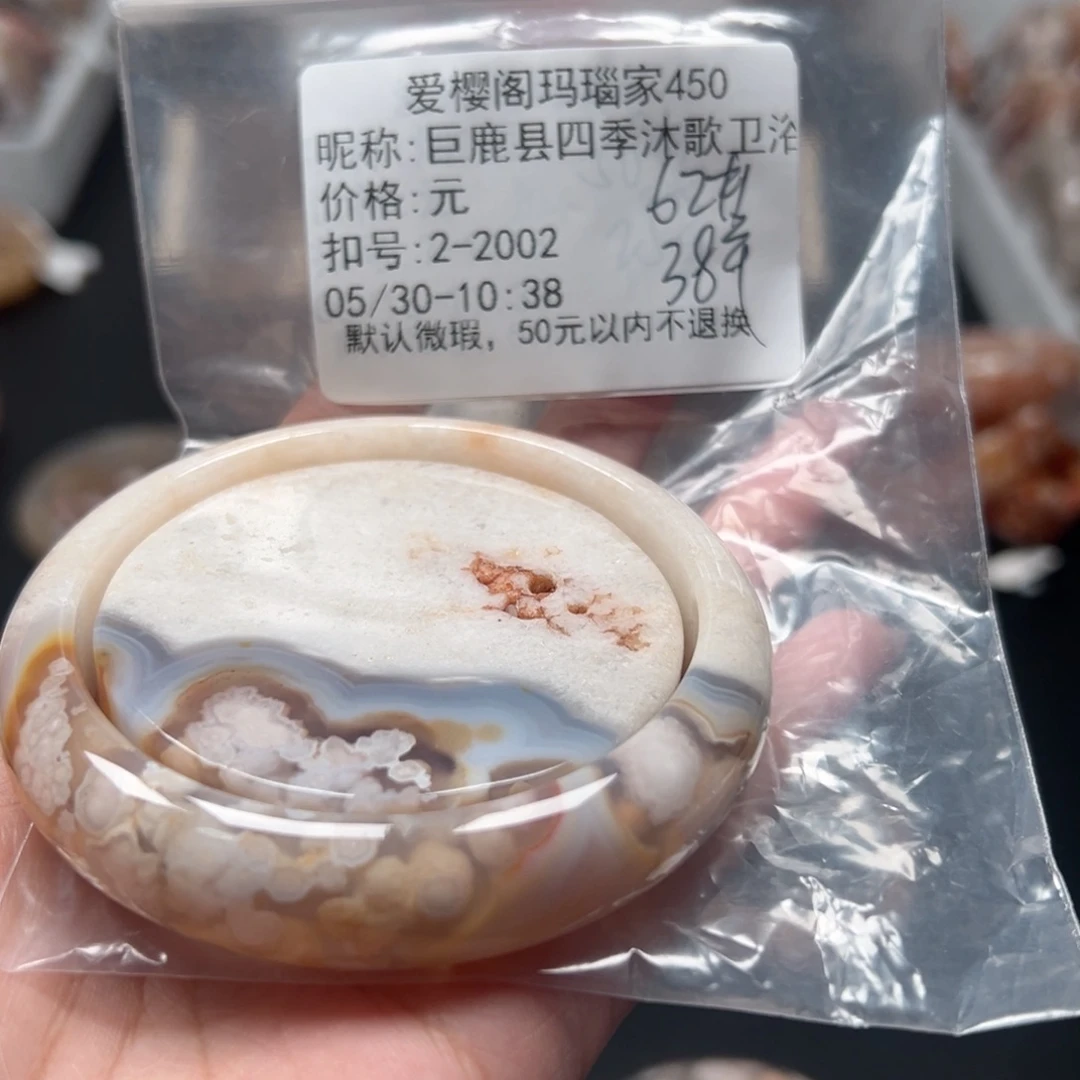 爱樱阁玛瑙家450
昵称:巨鹿县四季沐歌卫浴
价格:元
62
扣号:2-2002
38
05/30-10:38
默认微瑕，50元以内不退换